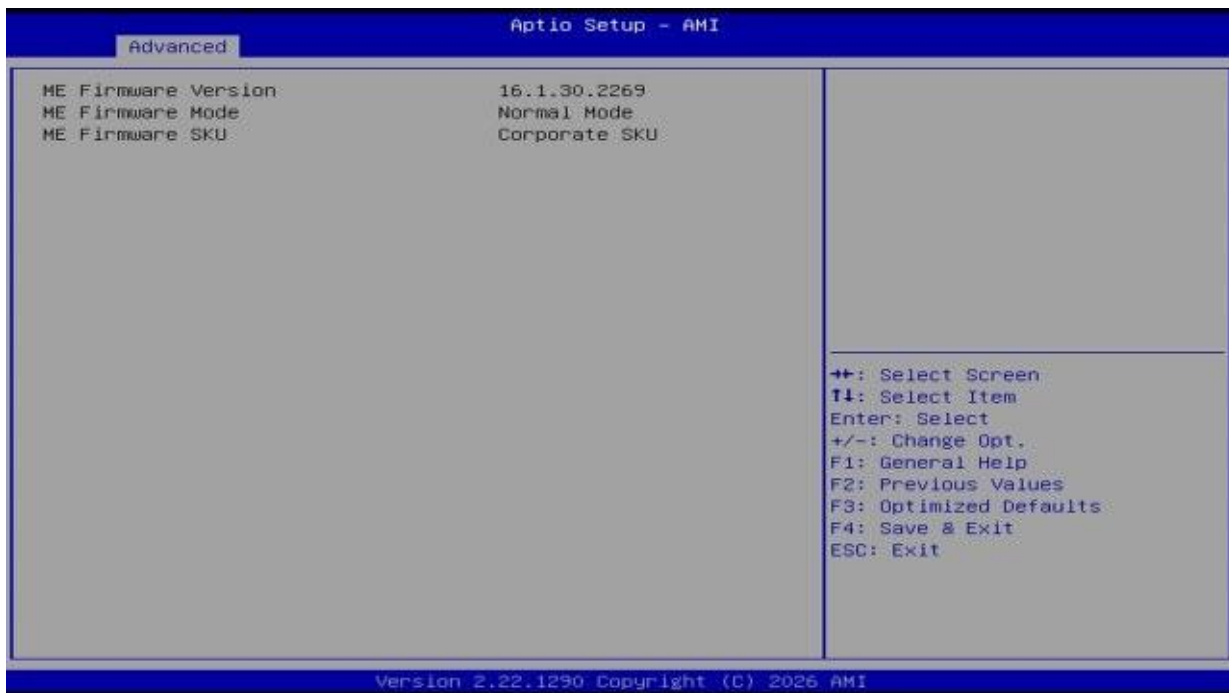 Aptio Setup - AMI
Advanced
ME Firmware Version 16.1.30.2269
ME Firmware Mode Normal Mode
ME Firmware SKU Corporate SKU
→←: Select Screen
↑↓: Select Item
Enter: Select
+/-: Change Opt.
F1: General Help
F2: Previous Values
F3: Optimized Defaults
F4: Save & Exit
ESC: Exit
Version 2.22.1290 Copyright (C) 2026 AMI